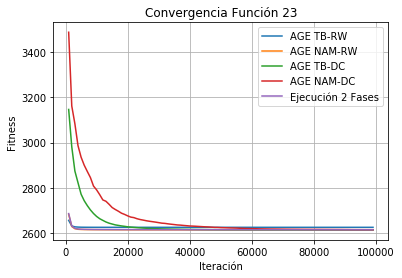 Convergencia Función 23
Fitness
3400
3200
3000
2800
2600
0
20000
40000
60000
80000
100000
Iteración
AGE TB-RW
AGE NAM-RW
AGE TB-DC
AGE NAM-DC
Ejecución 2 Fases